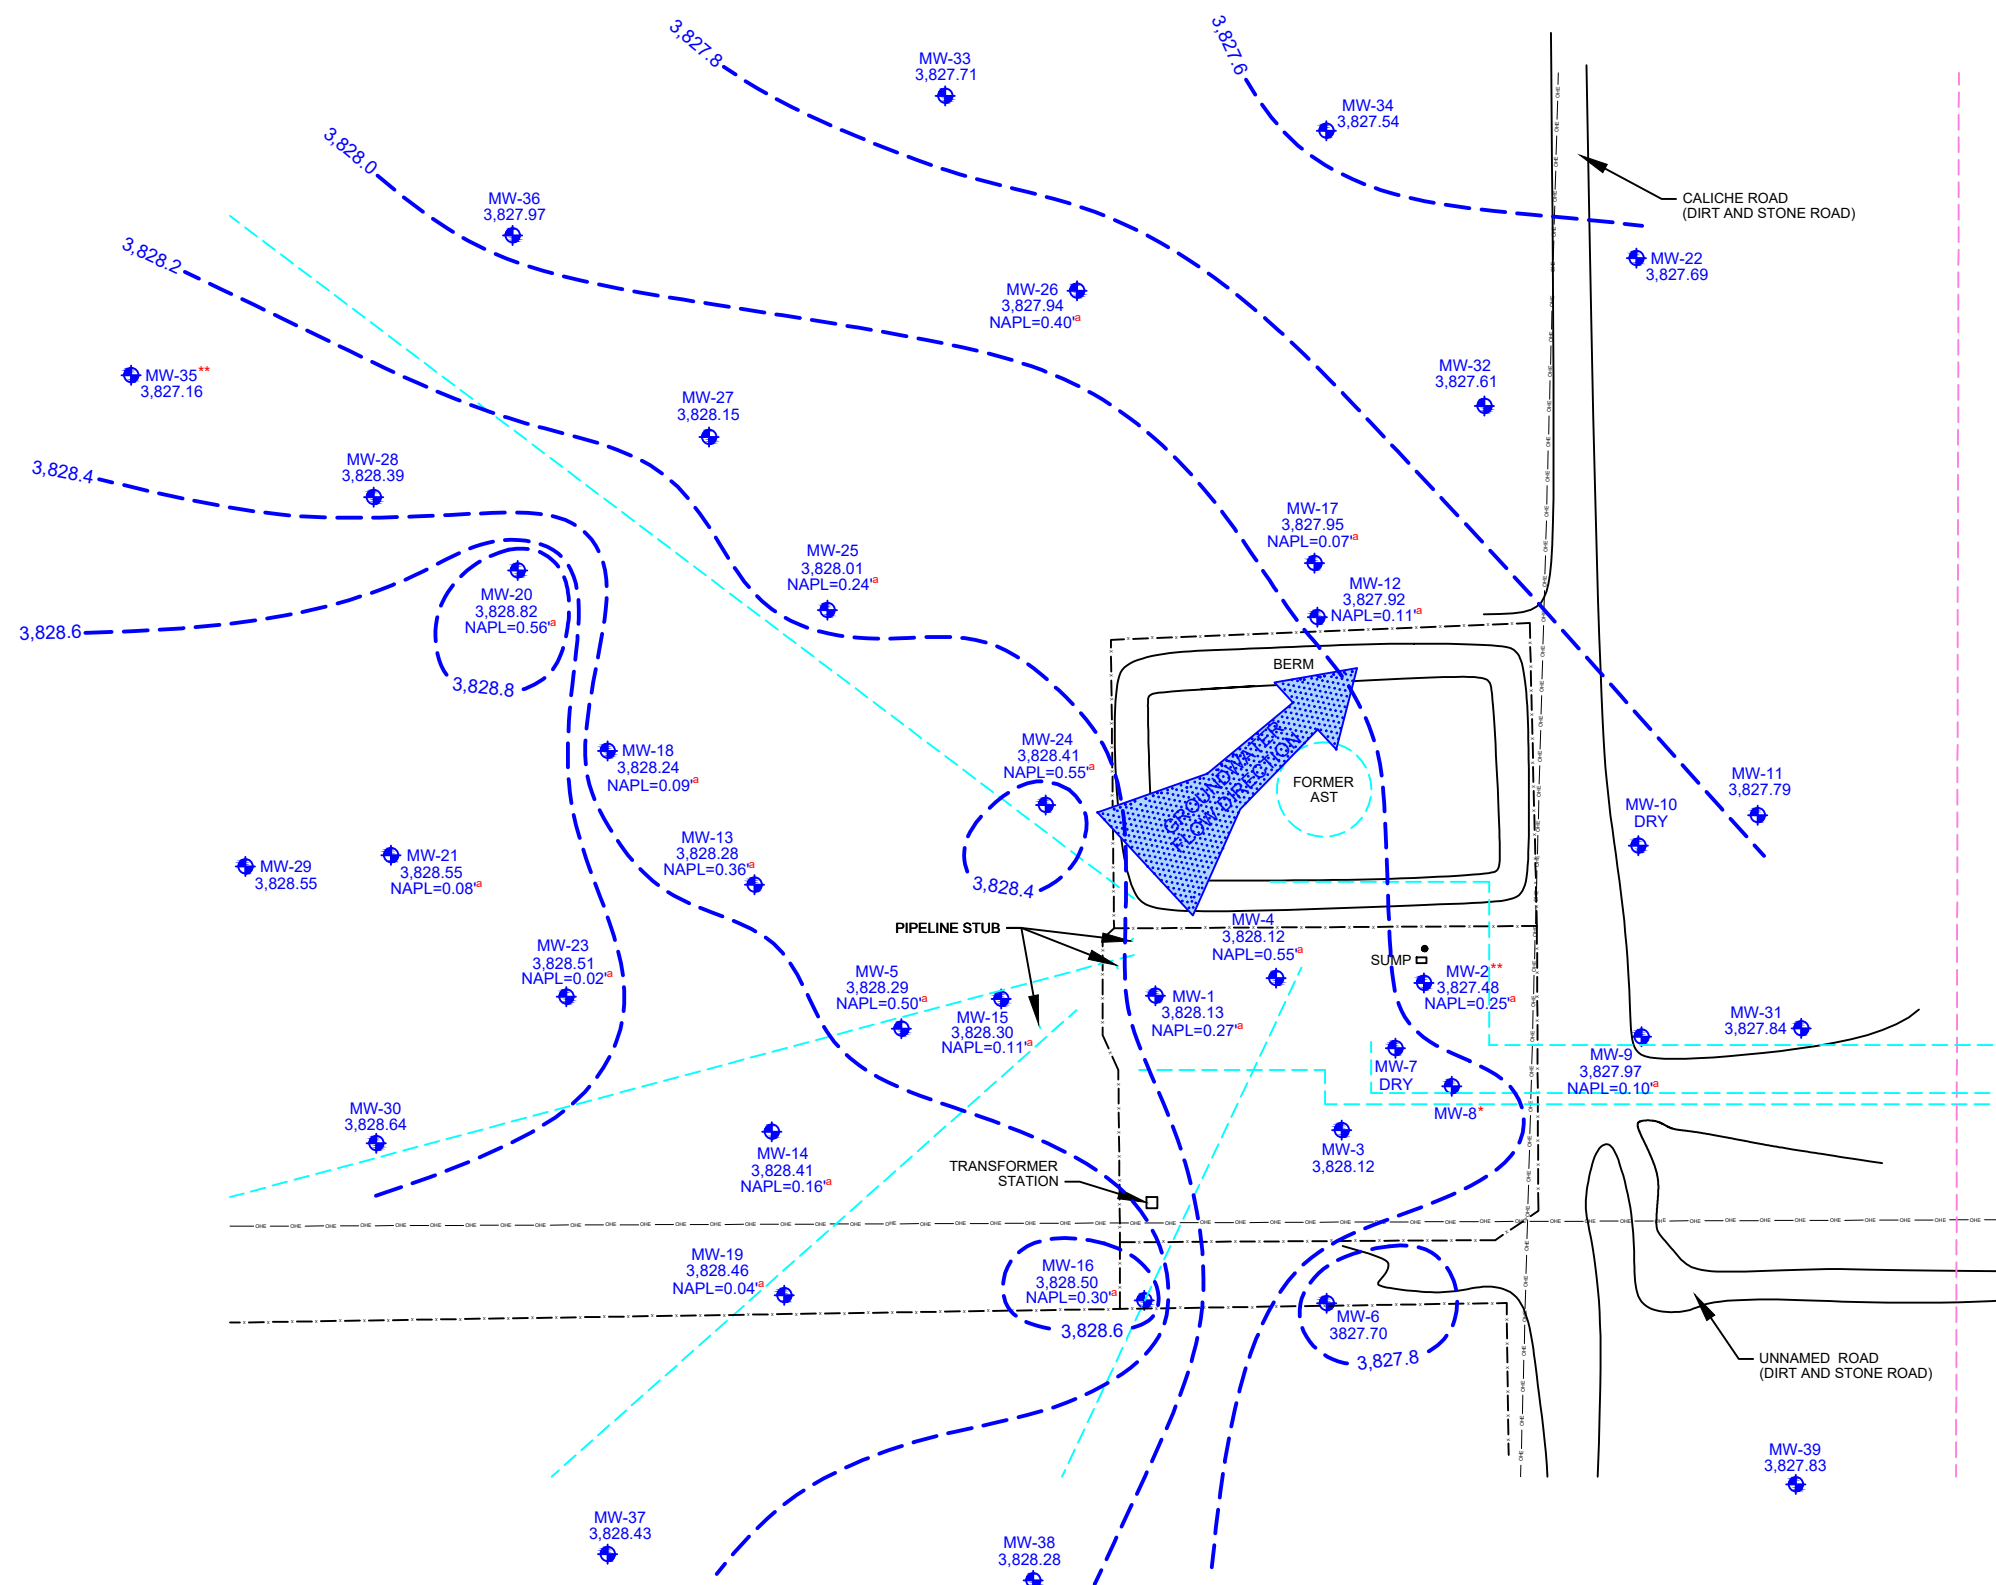 3,827.8
3,827.6
MW-33
3,827.71
MW-34
3,827.54
3,828.0
MW-36
3,827.97
CALICHE ROAD
(DIRT AND STONE ROAD)
3,828.2
MW-22
3,827.69
MW-26
3,827.94
NAPL=0.40'a
MW-35**
3,827.16
MW-32
3,827.61
MW-27
3,828.15
3,828.4
MW-28
3,828.39
MW-17
3,827.95
NAPL=0.07'a
MW-25
3,828.01
NAPL=0.24'a
MW-12
3,827.92
NAPL=0.11'a
MW-20
3,828.82
NAPL=0.56'a
3,828.6
3,828.8
BERM
MW-18
3,828.24
NAPL=0.09'a
MW-24
3,828.41
NAPL=0.55'a
GROUNDWATER
FLOW DIRECTION
FORMER
AST
MW-11
3,827.79
MW-10
DRY
MW-13
3,828.28
NAPL=0.36'a
MW-29
3,828.55
MW-21
3,828.55
NAPL=0.08'a
3,828.4
PIPELINE STUB
MW-4
3,828.12
NAPL=0.55'a
MW-23
3,828.51
NAPL=0.02'a
MW-5
3,828.29
NAPL=0.50'a
SUMP
MW-2**
3,827.48
NAPL=0.25'a
MW-1
3,828.13
NAPL=0.27'a
MW-15
3,828.30
NAPL=0.11'a
MW-31
3,827.84
MW-9
3,827.97
NAPL=0.10'a
MW-7
DRY
MW-8*
MW-30
3,828.64
MW-14
3,828.41
NAPL=0.16'a
MW-3
3,828.12
TRANSFORMER
STATION
MW-19
3,828.46
NAPL=0.04'a
MW-16
3,828.50
NAPL=0.30'a
3,828.6
MW-6
3827.70
3,827.8
UNNAMED ROAD
(DIRT AND STONE ROAD)
MW-39
3,827.83
MW-37
3,828.43
MW-38
3,828.28